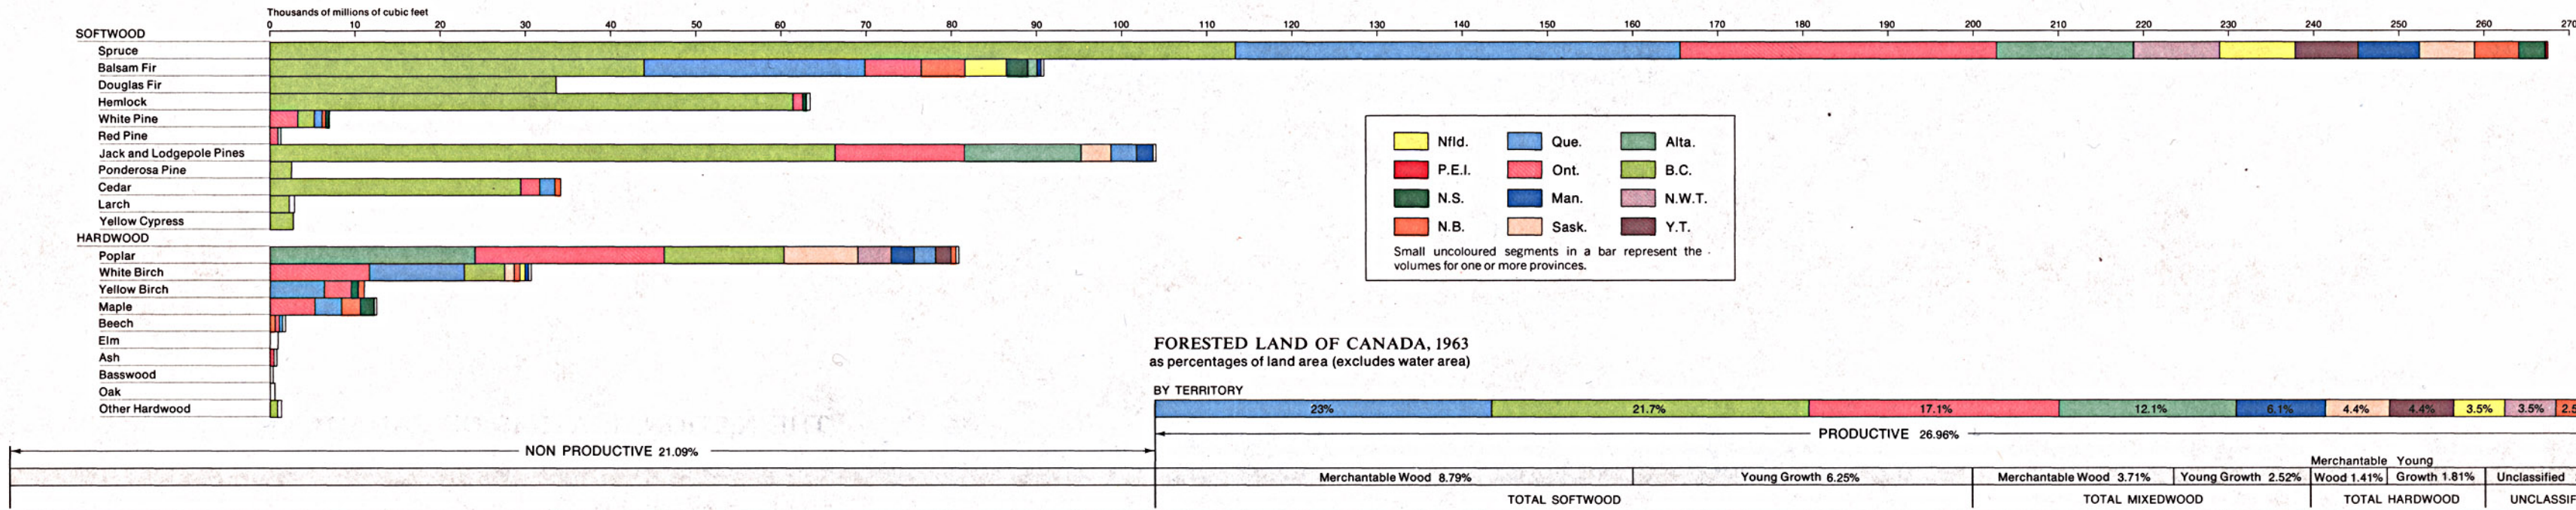 Thousands of millions of cubic feet
0 10 20 30 40 50 60 70 80 90 100 110 120 130 140 150 160 170 180 190 200 210 220 230 240 250 260 270
SOFTWOOD
Spruce
Balsam Fir
Douglas Fir
Hemlock
White Pine
Red Pine
Jack and Lodgepole Pines
Ponderosa Pine
Cedar
Larch
Yellow Cypress
HARDWOOD
Poplar
White Birch
Yellow Birch
Maple
Beech
Elm
Ash
Basswood
Oak
Other Hardwood
Nfld. Que. Alta.
P.E.I. Ont. B.C.
N.S. Man. N.W.T.
N.B. Sask. Y.T.
Small uncoloured segments in a bar represent the
volumes for one or more provinces.
FORESTED LAND OF CANADA, 1963
as percentages of land area (excludes water area)
BY TERRITORY
23% 21.7% 17.1% 12.1% 6.1% 4.4% 4.4% 3.5% 3.5% 2.5
NON PRODUCTIVE 21.09% PRODUCTIVE 26.96%
Merchantable Wood 8.79% Young Growth 6.25% Merchantable Wood 3.71% Young Growth 2.52% Merchantable Wood 1.41% Young Growth 1.81% Unclassified
TOTAL SOFTWOOD TOTAL MIXEDWOOD TOTAL HARDWOOD UNCLASSIF